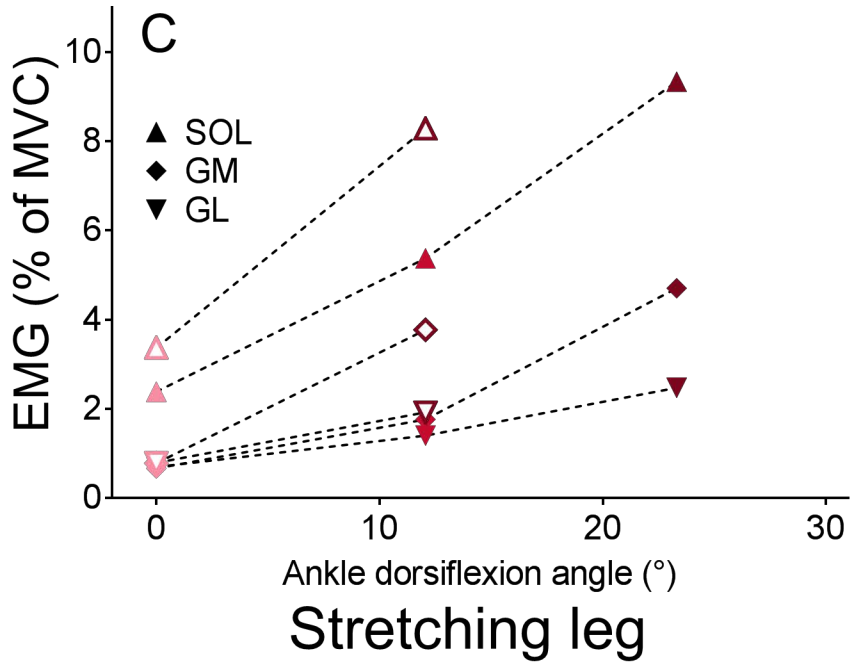 C
EMG (% of MVC)
10
8
6
4
2
0
SOL
GM
GL
0 10 20 30
Ankle dorsiflexion angle (°)
Stretching leg